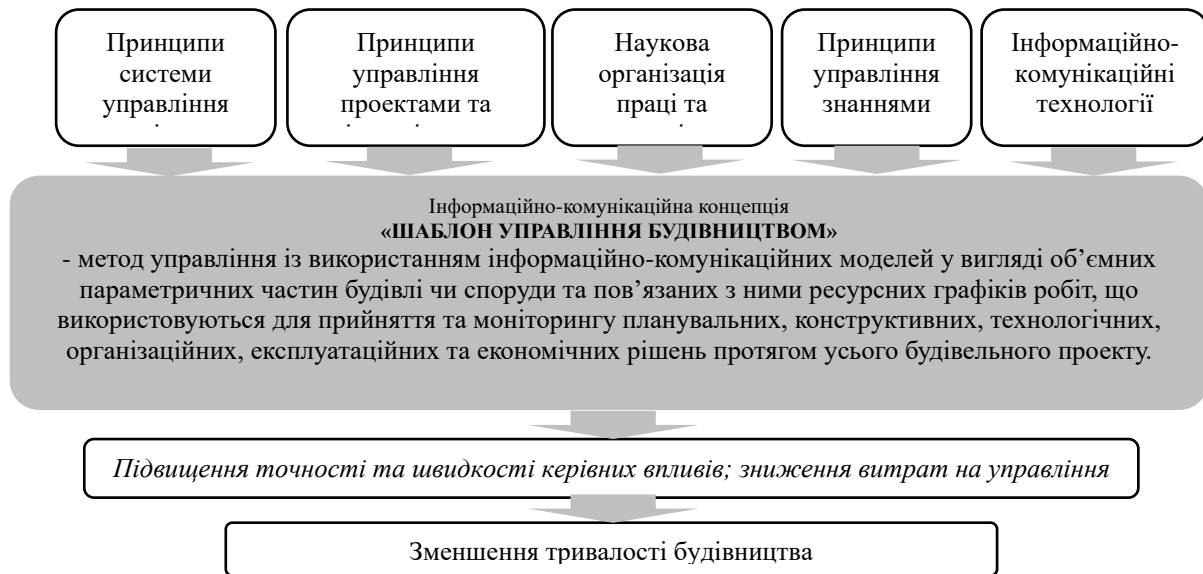 Принципи
системи
управління
Принципи
управління
проектами та
Наукова
організація
праці та
Принципи
управління
знаннями
Інформаційно-
комунікаційні
технології
Інформаційно-комунікаційна концепція
«ШАБЛОН УПРАВЛІННЯ БУДІВНИЦТВОМ»
- метод управління із використанням інформаційно-комунікаційних моделей у вигляді об’ємних
параметричних частин будівлі чи споруди та пов’язаних з ними ресурсних графіків робіт, що
використовуються для прийняття та моніторингу планувальних, конструктивних, технологічних,
організаційних, експлуатаційних та економічних рішень протягом усього будівельного проекту.
Підвищення точності та швидкості керівних впливів; зниження витрат на управління
Зменшення тривалості будівництва